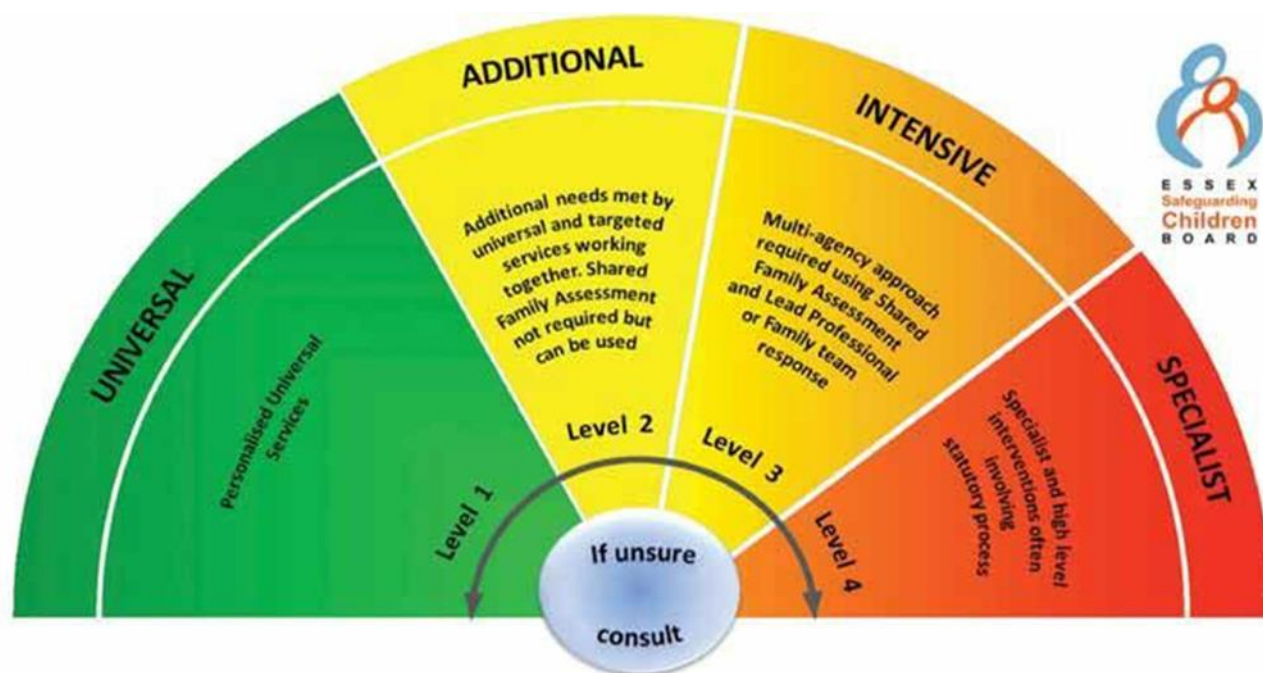 UNIVERSAL
Personalised Universal
Services
Level 1
ADDITIONAL
Additional needs met by
universal and targeted
services working
together. Shared
Family Assessment
not required but
can be used
Level 2
INTENSIVE
Multi-agency approach
required using Shared
Family Assessment
and Lead Professional
or Family team
response
Level 3
SPECIALIST
Specialist and high level
interventions often
involving
statutory process
Level 4
If unsure
consult
ESSEX
Safeguarding
Children
BOARD